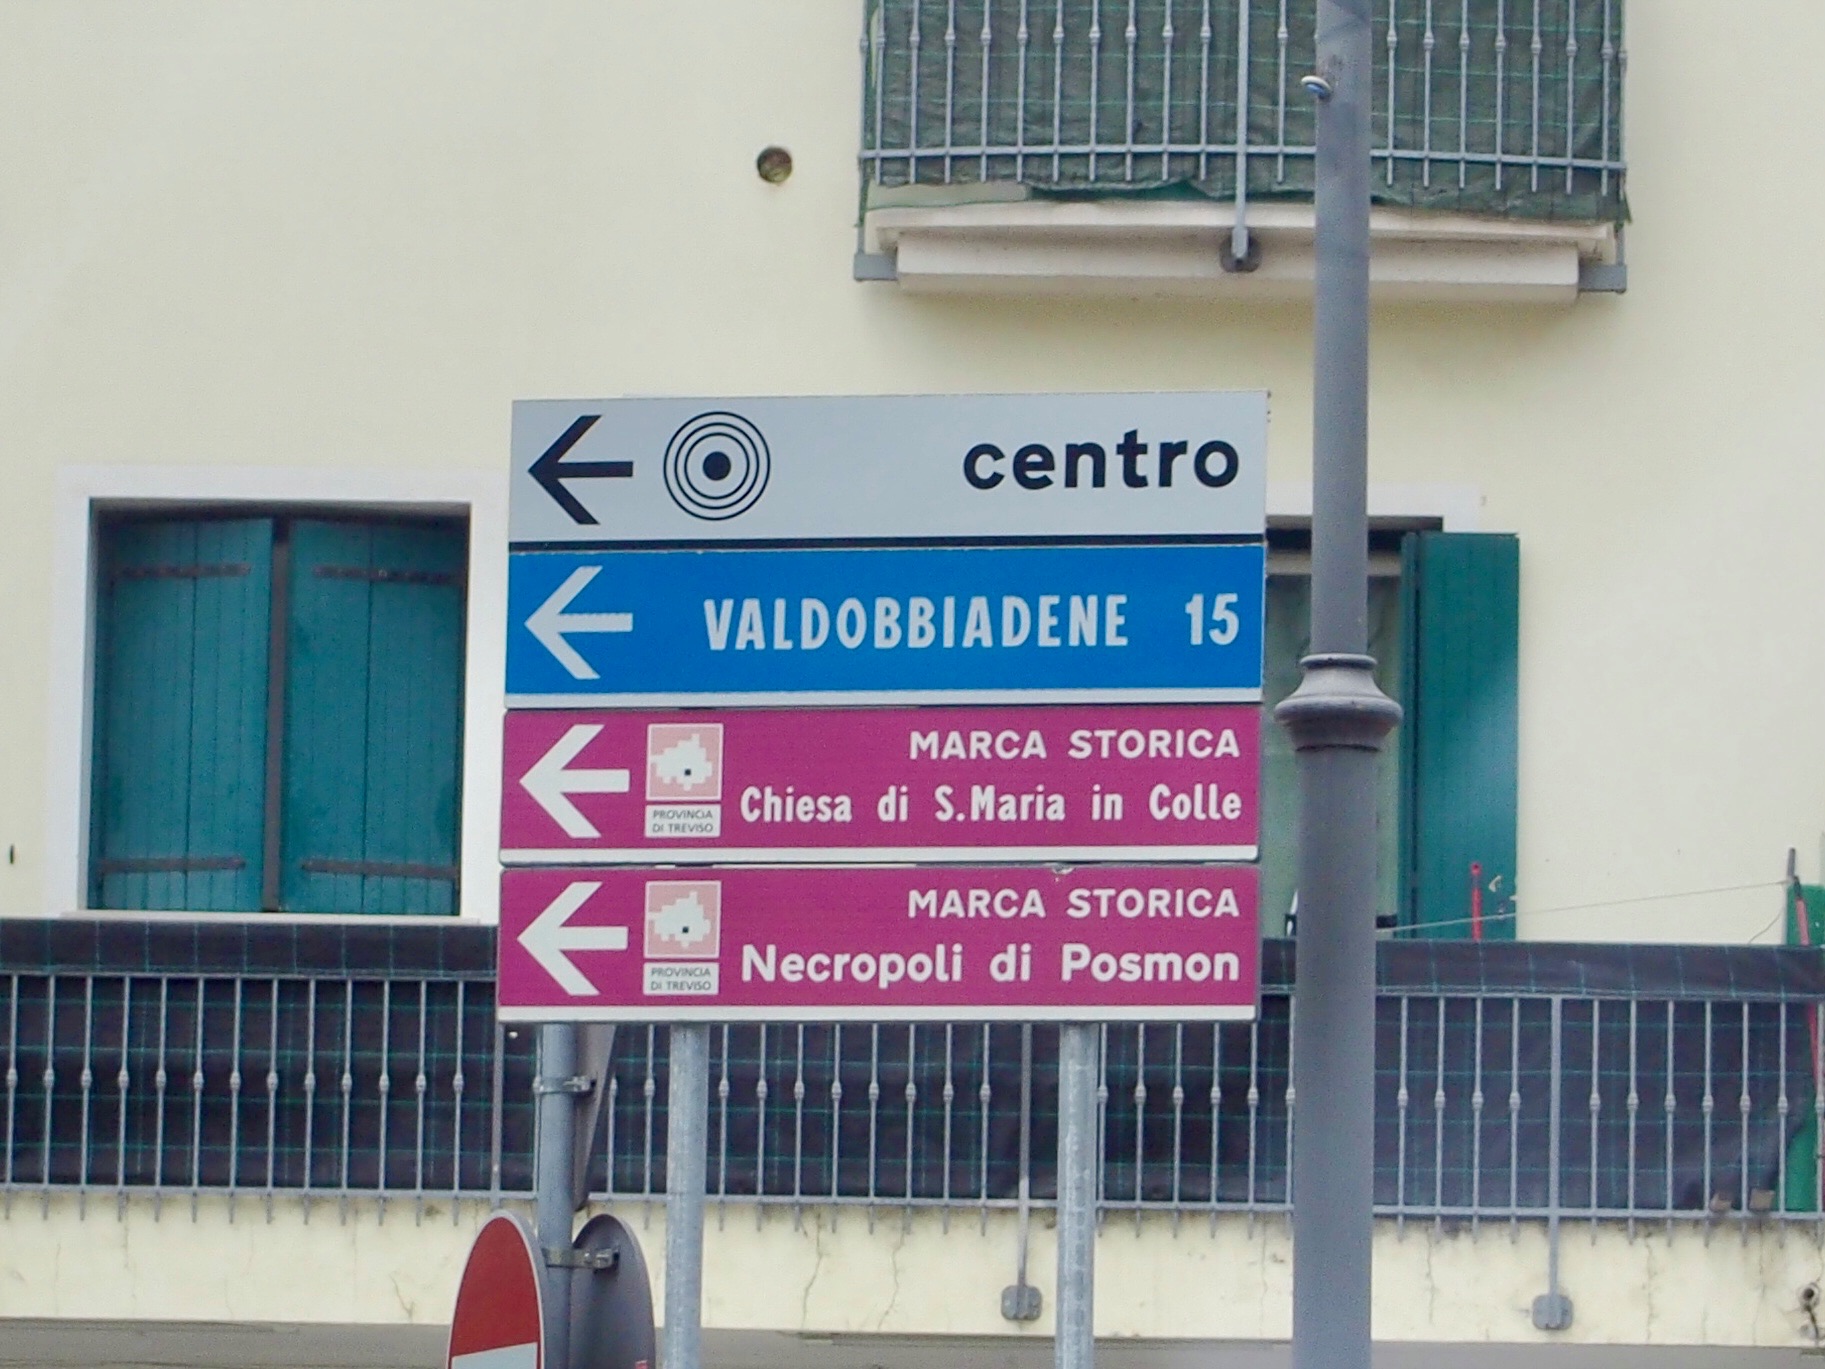 centro
VALDOBBIADENE 15
MARCA STORICA
PROVINCIA
DI TREVISO
Chiesa di S.Maria in Colle
MARCA STORICA
PROVINCIA
DI TREVISO
Necropoli di Posmon